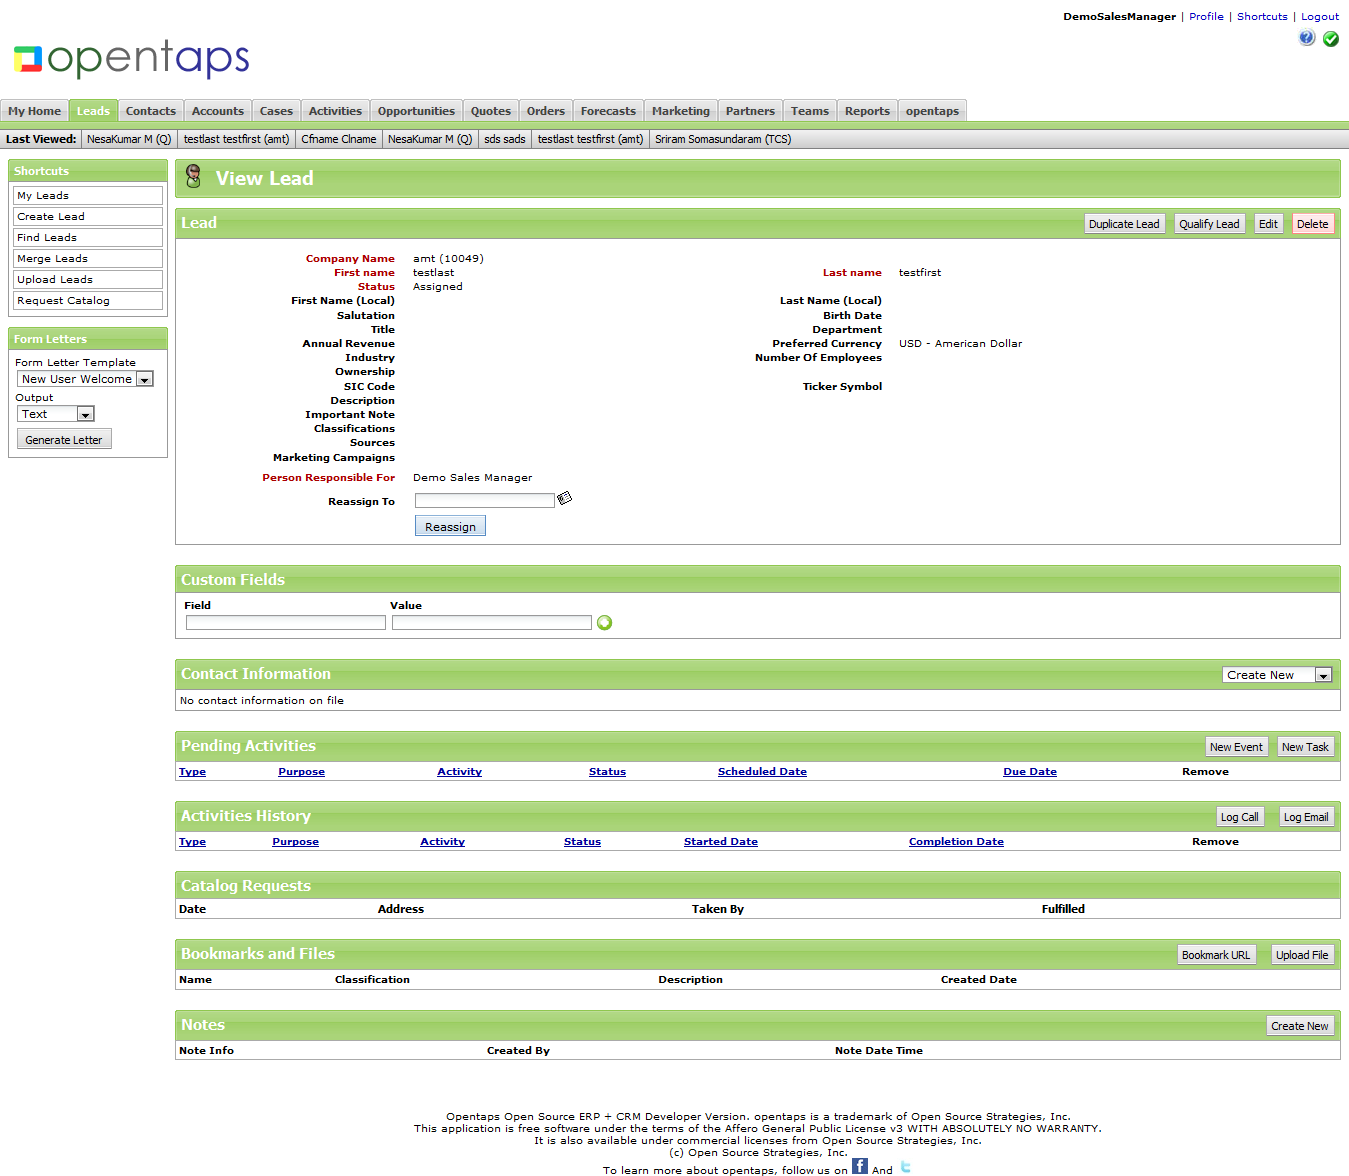 DemoSalesManager | Profile | Shortcuts | Logout
opentaps
My Home Leads Contacts Accounts Cases Activities Opportunities Quotes Orders Forecasts Marketing Partners Teams Reports opentaps
Last Viewed: NesaKumar M (Q) testlast testfirst (amt) Cfname Clname NesaKumar M (Q) sds sads testlast testfirst (amt) Sriram Somasundaram (TCS)
Shortcuts
My Leads
Create Lead
Find Leads
Merge Leads
Upload Leads
Request Catalog
Form Letters
Form Letter Template
New User Welcome
Output
Text
Generate Letter
View Lead
Lead Duplicate Lead Qualify Lead Edit Delete
Company Name amt (10049)
First name testlast Last name testfirst
Status Assigned
First Name (Local) Last Name (Local)
Salutation Birth Date
Title Department
Annual Revenue Preferred Currency USD - American Dollar
Industry Number Of Employees
Ownership
SIC Code Ticker Symbol
Description
Important Note
Classifications
Sources
Marketing Campaigns
Person Responsible For Demo Sales Manager
Reassign To
Reassign
Custom Fields
Field Value
Contact Information Create New
No contact information on file
Pending Activities New Event New Task
Type Purpose Activity Status Scheduled Date Due Date Remove
Activities History Log Call Log Email
Type Purpose Activity Status Started Date Completion Date Remove
Catalog Requests
Date Address Taken By Fulfilled
Bookmarks and Files Bookmark URL Upload File
Name Classification Description Created Date
Notes Create New
Note Info Created By Note Date Time
Opentaps Open Source ERP + CRM Developer Version. opentaps is a trademark of Open Source Strategies, Inc.
This application is free software under the terms of the Affero General Public License v3 WITH ABSOLUTELY NO WARRANTY.
It is also available under commercial licenses from Open Source Strategies, Inc.
(c) Open Source Strategies, Inc.
To learn more about opentaps, follow us on f And t